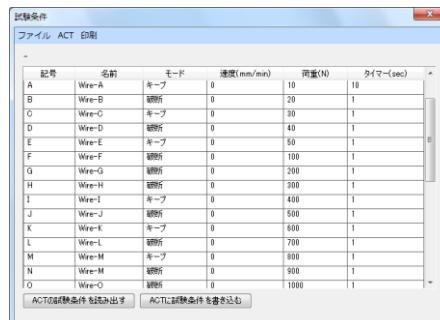 試験条件
ファイル ACT 印刷
-
記号 名前 モード 速度(mm/min) 荷重(N) タイマー(sec)
A Wire-A キープ 0 10 10
B Wire-B 破断 0 20 1
C Wire-C キープ 0 30 1
D Wire-D 破断 0 40 1
E Wire-E キープ 0 50 1
F Wire-F 破断 0 100 1
G Wire-G 破断 0 200 1
H Wire-H 破断 0 300 1
I Wire-I キープ 0 400 1
J Wire-J 破断 0 500 1
K Wire-K キープ 0 600 1
L Wire-L 破断 0 700 1
M Wire-M キープ 0 800 1
N Wire-M 破断 0 900 1
O Wire-O 破断 0 1000 1
ACTの試験条件を読み出す ACTに試験条件を書き込む